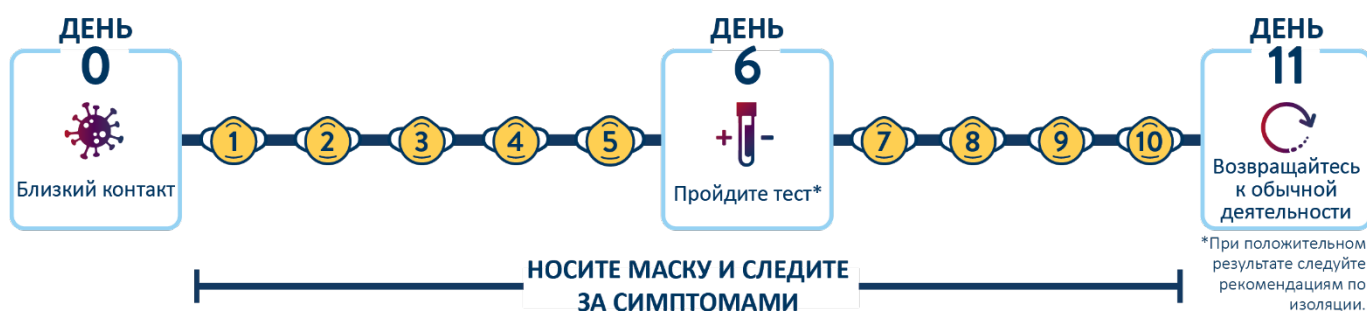 ДЕНЬ
0
Близкий контакт
1
2
3
4
5
ДЕНЬ
6
+ -
Пройдите тест*
7
8
9
10
ДЕНЬ
11
Возвращайтесь
к обычной
деятельности
*При положительном
результате следуйте
рекомендациям по
изоляции.
НОСИТЕ МАСКУ И СЛЕДИТЕ
ЗА СИМПТОМАМИ